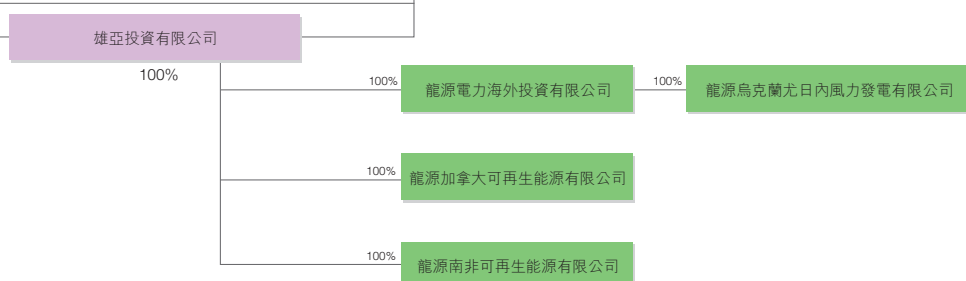 雄亞投資有限公司
100%
100%
龍源電力海外投資有限公司
100%
龍源烏克蘭尤日內風力發電有限公司
100%
龍源加拿大可再生能源有限公司
100%
龍源南非可再生能源有限公司